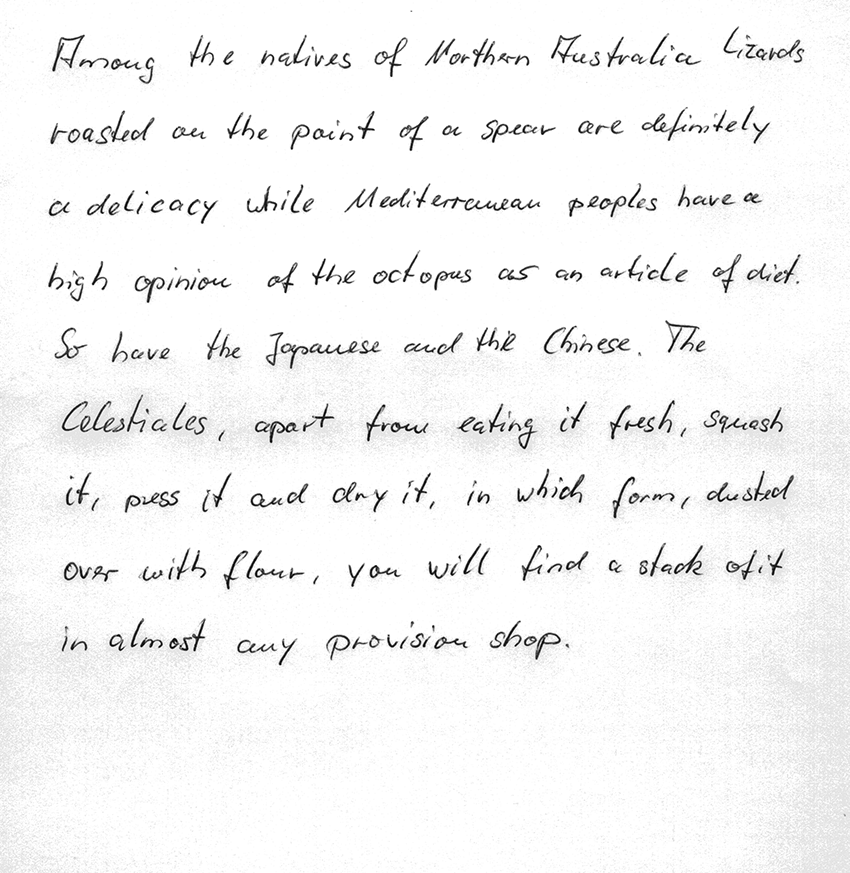 Among the natives of Northern Australia Lizards
roasted on the point of a spear are definitely
a delicacy while Mediterranean peoples have a
high opinion of the octopus as an article of diet.
So have the Japanese and the Chinese. The
Celestiales, apart from eating it fresh, squash
it, press it and dry it, in which form, dusted
over with flour, you will find a stack of it
in almost any provision shop.